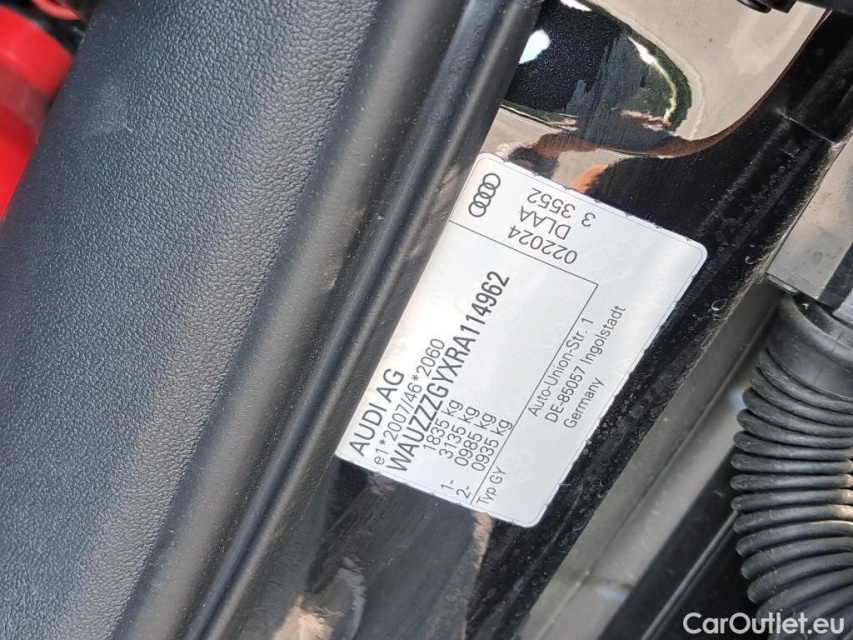 AUDI AG
e1*2007/46*2060
WAUZZZGYXRA114962
1835 kg
3135 kg
1- 0985 kg
2- 0935 kg
Typ GY
022024
DLAA
3 3552
Auto-Union-Str. 1
DE-85057 Ingolstadt
Germany
CarOutlet.eu